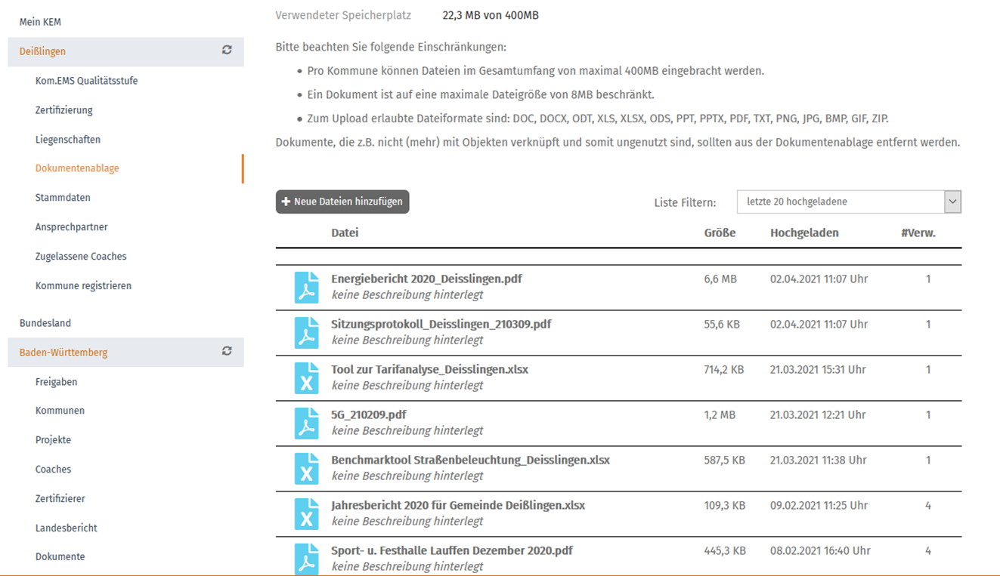 Mein KEM
Deißlingen
Kom.EMS Qualitätsstufe
Zertifizierung
Liegenschaften
Dokumentenablage
Stammdaten
Ansprechpartner
Zugelassene Coaches
Kommune registrieren
Bundesland
Baden-Württemberg
Freigaben
Kommunen
Projekte
Coaches
Zertifizierer
Landesbericht
Dokumente
Verwendeter Speicherplatz 22,3 MB von 400MB
Bitte beachten Sie folgende Einschränkungen:
• Pro Kommune können Dateien im Gesamtumfang von maximal 400MB eingebracht werden.
• Ein Dokument ist auf eine maximale Dateigröße von 8MB beschränkt.
• Zum Upload erlaubte Dateiformate sind: DOC, DOCX, ODT, XLS, XLSX, ODS, PPT, PPTX, PDF, TXT, PNG, JPG, BMP, GIF, ZIP.
Dokumente, die z.B. nicht (mehr) mit Objekten verknüpft und somit ungenutzt sind, sollten aus der Dokumentenablage entfernt werden.
+ Neue Dateien hinzufügen Liste Filtern: letzte 20 hochgeladene
Datei Größe Hochgeladen #Verw.
Energiebericht 2020_Deisslingen.pdf 6,6 MB 02.04.2021 11:07 Uhr 1
keine Beschreibung hinterlegt
Sitzungsprotokoll_Deisslingen_210309.pdf 55,6 KB 02.04.2021 11:07 Uhr 1
keine Beschreibung hinterlegt
Tool zur Tarifanalyse_Deisslingen.xlsx 714,2 KB 21.03.2021 15:31 Uhr 1
keine Beschreibung hinterlegt
5G_210209.pdf 1,2 MB 21.03.2021 12:21 Uhr 1
keine Beschreibung hinterlegt
Benchmarktool Straßenbeleuchtung_Deisslingen.xlsx 587,5 KB 21.03.2021 11:38 Uhr 1
keine Beschreibung hinterlegt
Jahresbericht 2020 für Gemeinde Deißlingen.xlsx 109,3 KB 09.02.2021 11:25 Uhr 4
keine Beschreibung hinterlegt
Sport- u. Festhalle Lauffen Dezember 2020.pdf 445,3 KB 08.02.2021 16:40 Uhr 4
keine Beschreibung hinterlegt